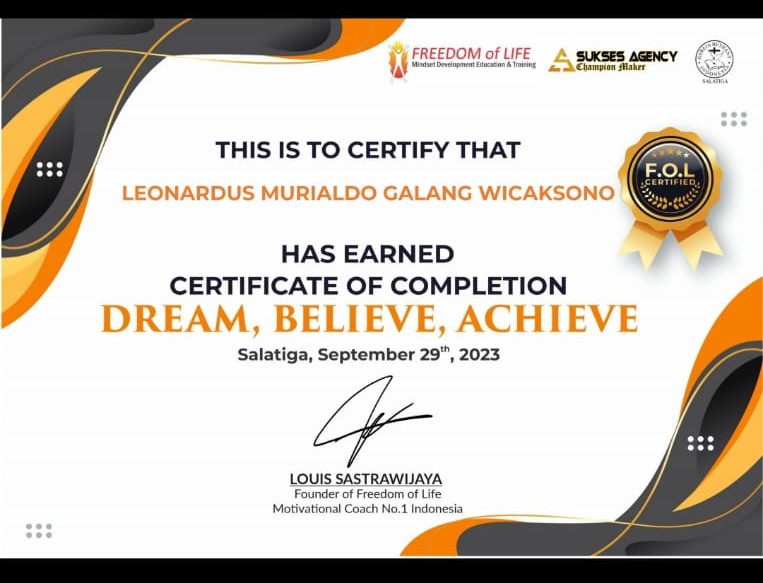 FREEDOM of LIFE
Mindset Development Education & Training
SUKSES AGENCY
Champion Maker
SALATIGA
THIS IS TO CERTIFY THAT
LEONARDUS MURIALDO GALANG WICAKSONO
F.O.L
CERTIFIED
HAS EARNED
CERTIFICATE OF COMPLETION
DREAM, BELIEVE, ACHIEVE
Salatiga, September 29th, 2023
LOUIS SASTRAWIJAYA
Founder of Freedom of Life
Motivational Coach No.1 Indonesia